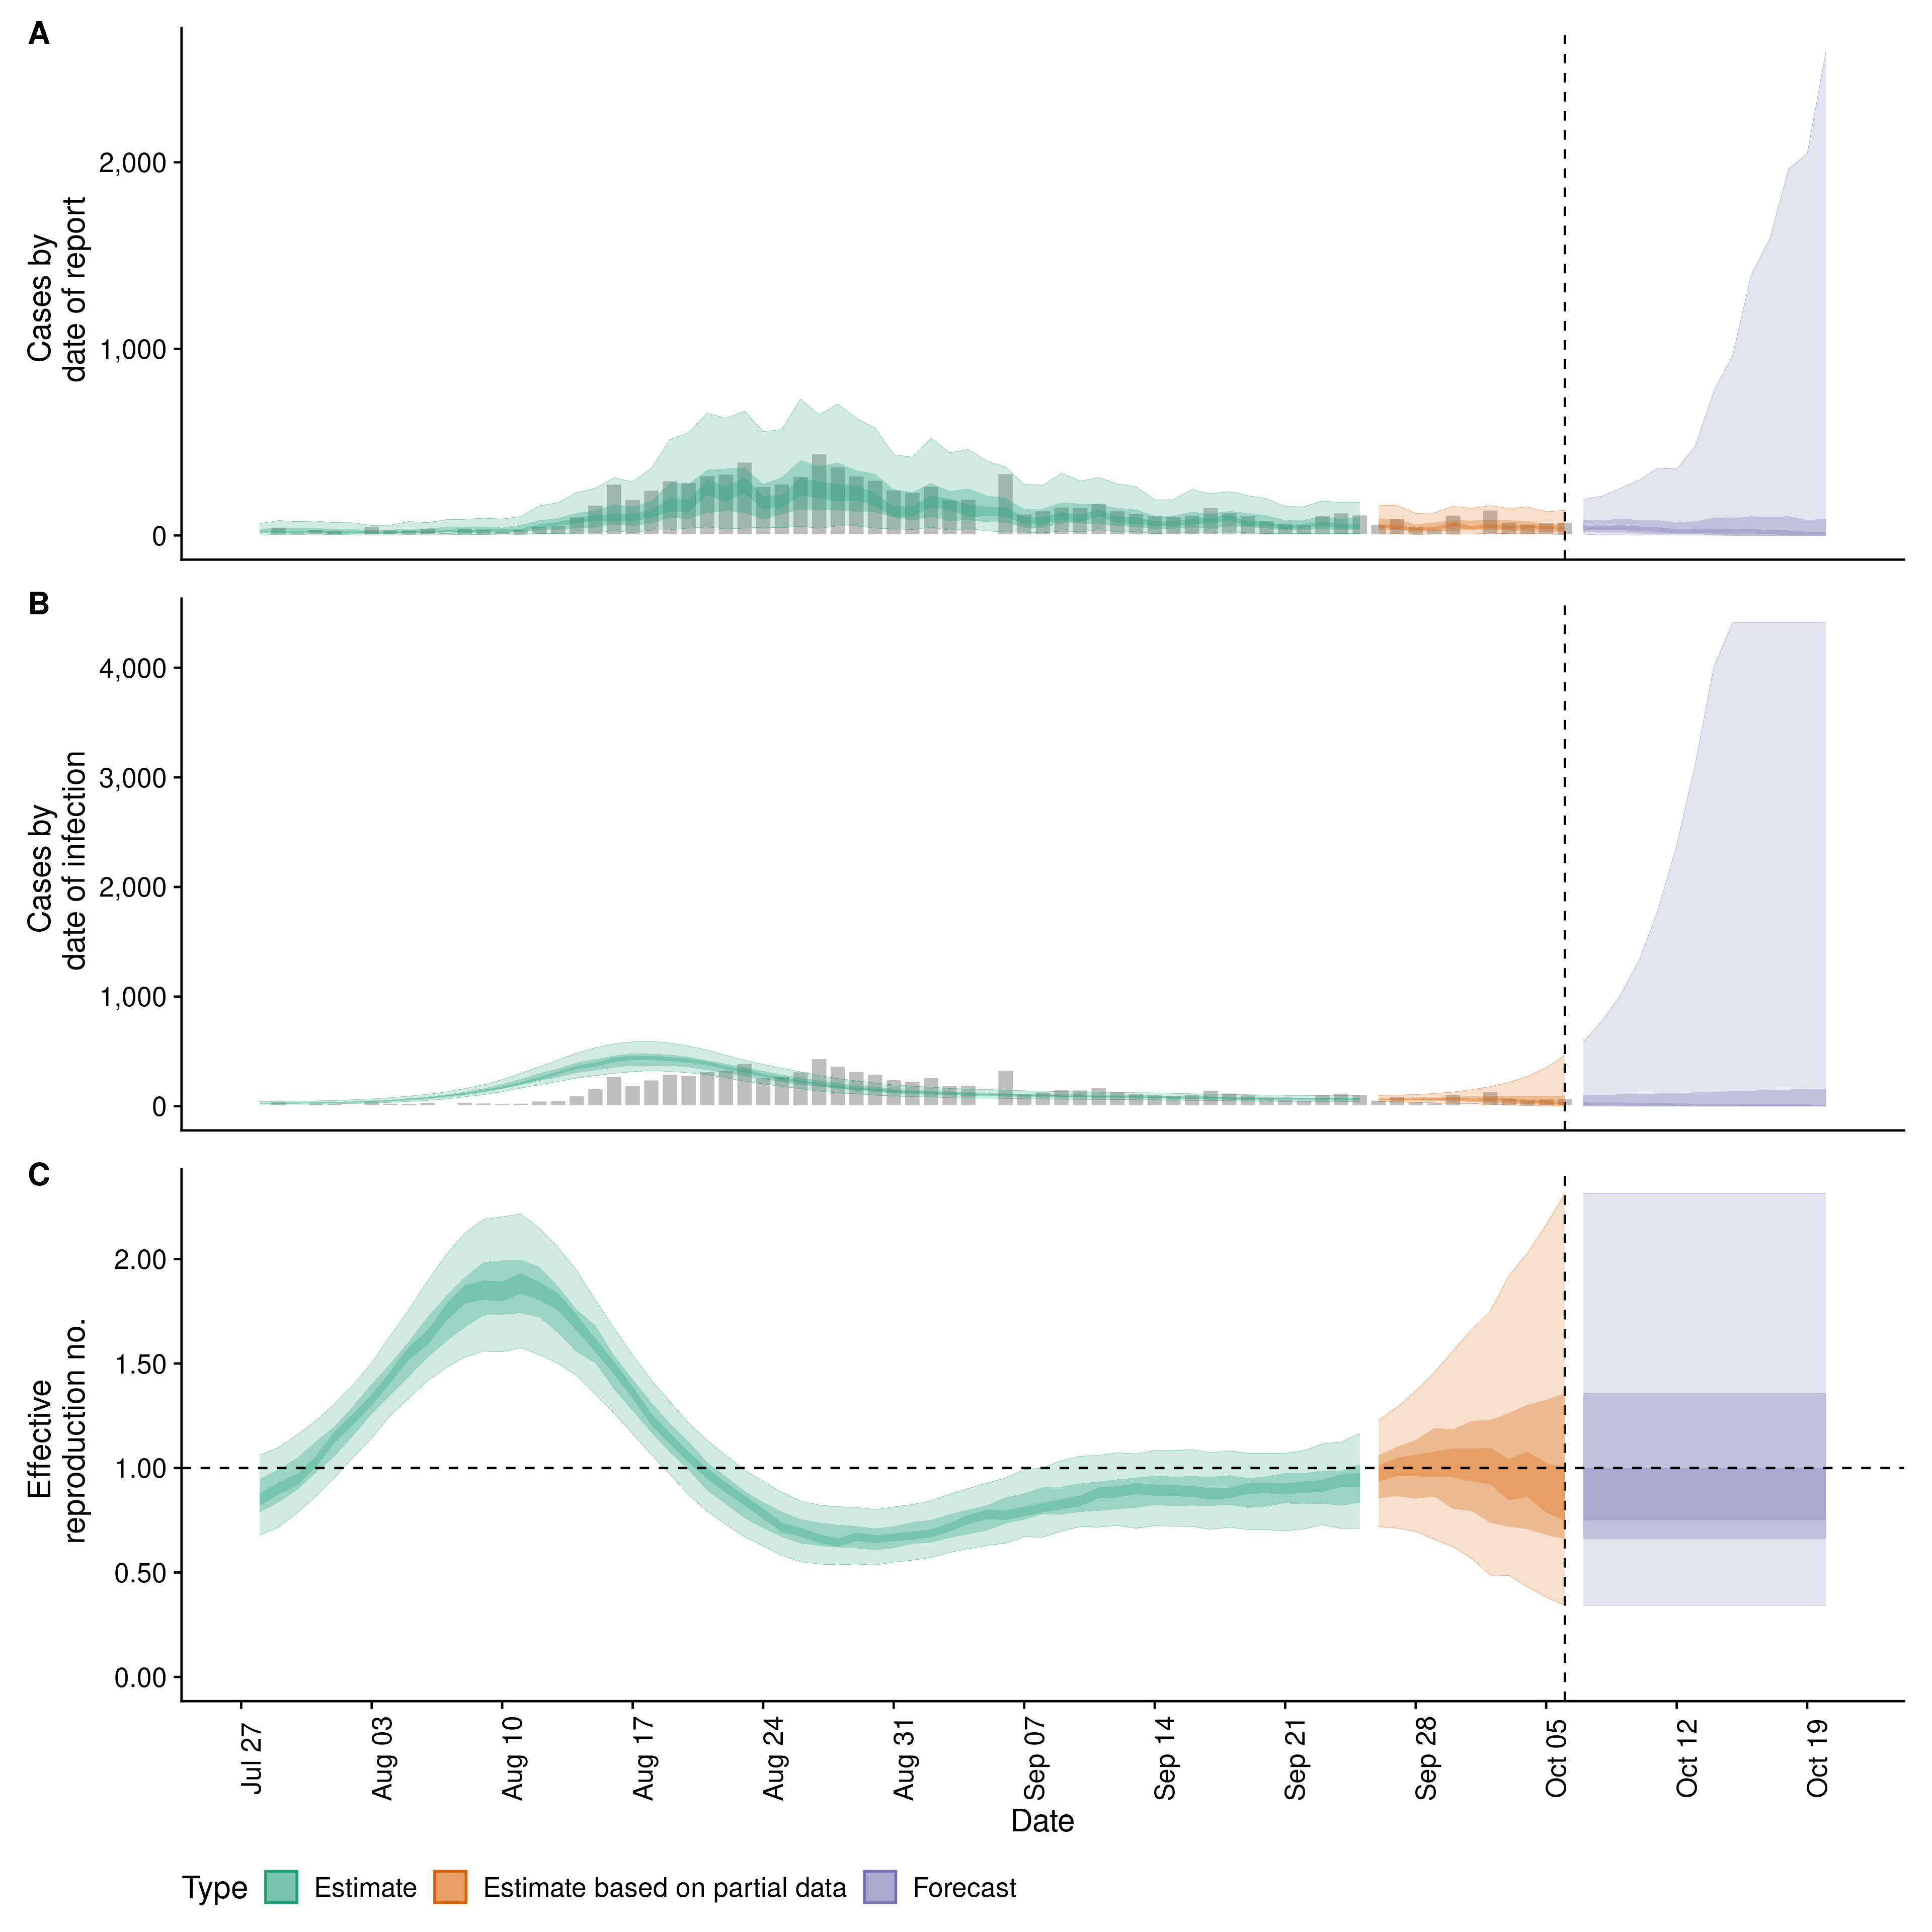 A
Cases by
date of report
2,000
1,000
0
B
Cases by
date of infection
4,000
3,000
2,000
1,000
0
C
Effective
reproduction no.
2.00
1.50
1.00
0.50
0.00
Jul 27
Aug 03
Aug 10
Aug 17
Aug 24
Aug 31
Sep 07
Sep 14
Sep 21
Sep 28
Oct 05
Oct 12
Oct 19
Date
Type Estimate Estimate based on partial data Forecast